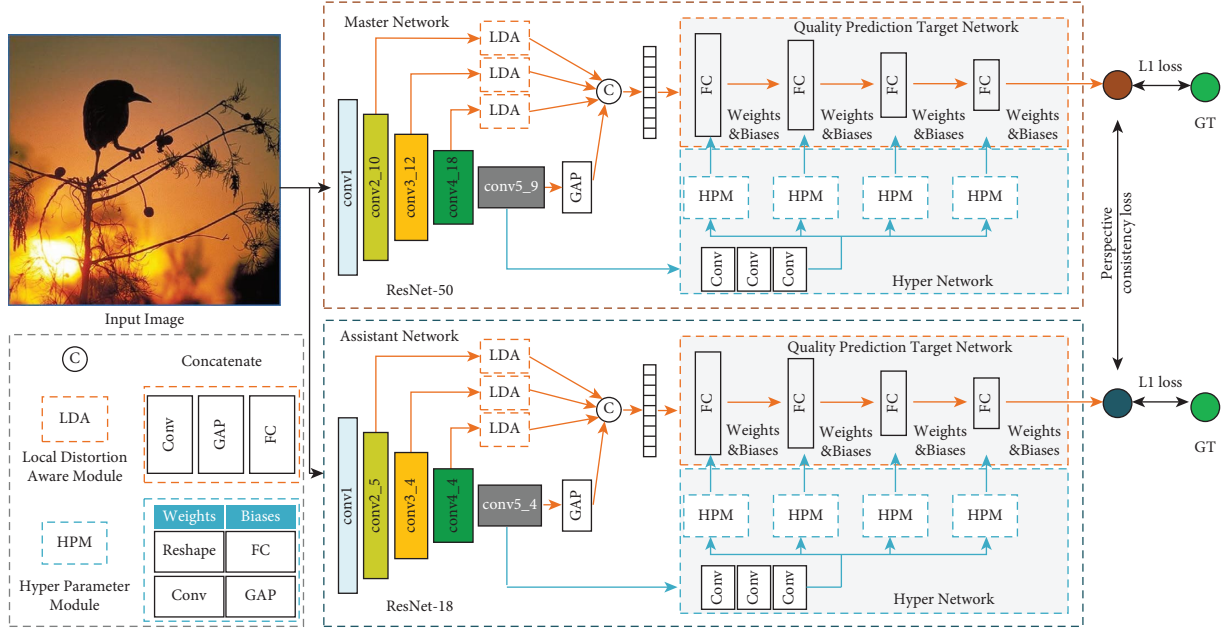 Master Network
LDA
LDA
LDA
C
conv1
conv2_10
conv3_12
conv4_18
conv5_9
GAP
ResNet-50
Quality Prediction Target Network
FC
FC
FC
FC
Weights
&Biases
Weights
&Biases
Weights
&Biases
Weights
&Biases
HPM
HPM
HPM
HPM
Conv
Conv
Conv
Hyper Network
L1 loss
GT
Perspective
consistency loss
Input Image
Assistant Network
LDA
LDA
LDA
C
conv1
conv2_5
conv3_4
conv4_4
conv5_4
GAP
ResNet-18
Quality Prediction Target Network
FC
FC
FC
FC
Weights
&Biases
Weights
&Biases
Weights
&Biases
Weights
&Biases
HPM
HPM
HPM
HPM
Conv
Conv
Conv
Hyper Network
L1 loss
GT
C
Concatenate
LDA
Local Distortion
Aware Module
Conv
GAP
FC
HPM
Hyper Parameter
Module
Weights Biases
Reshape FC
Conv GAP